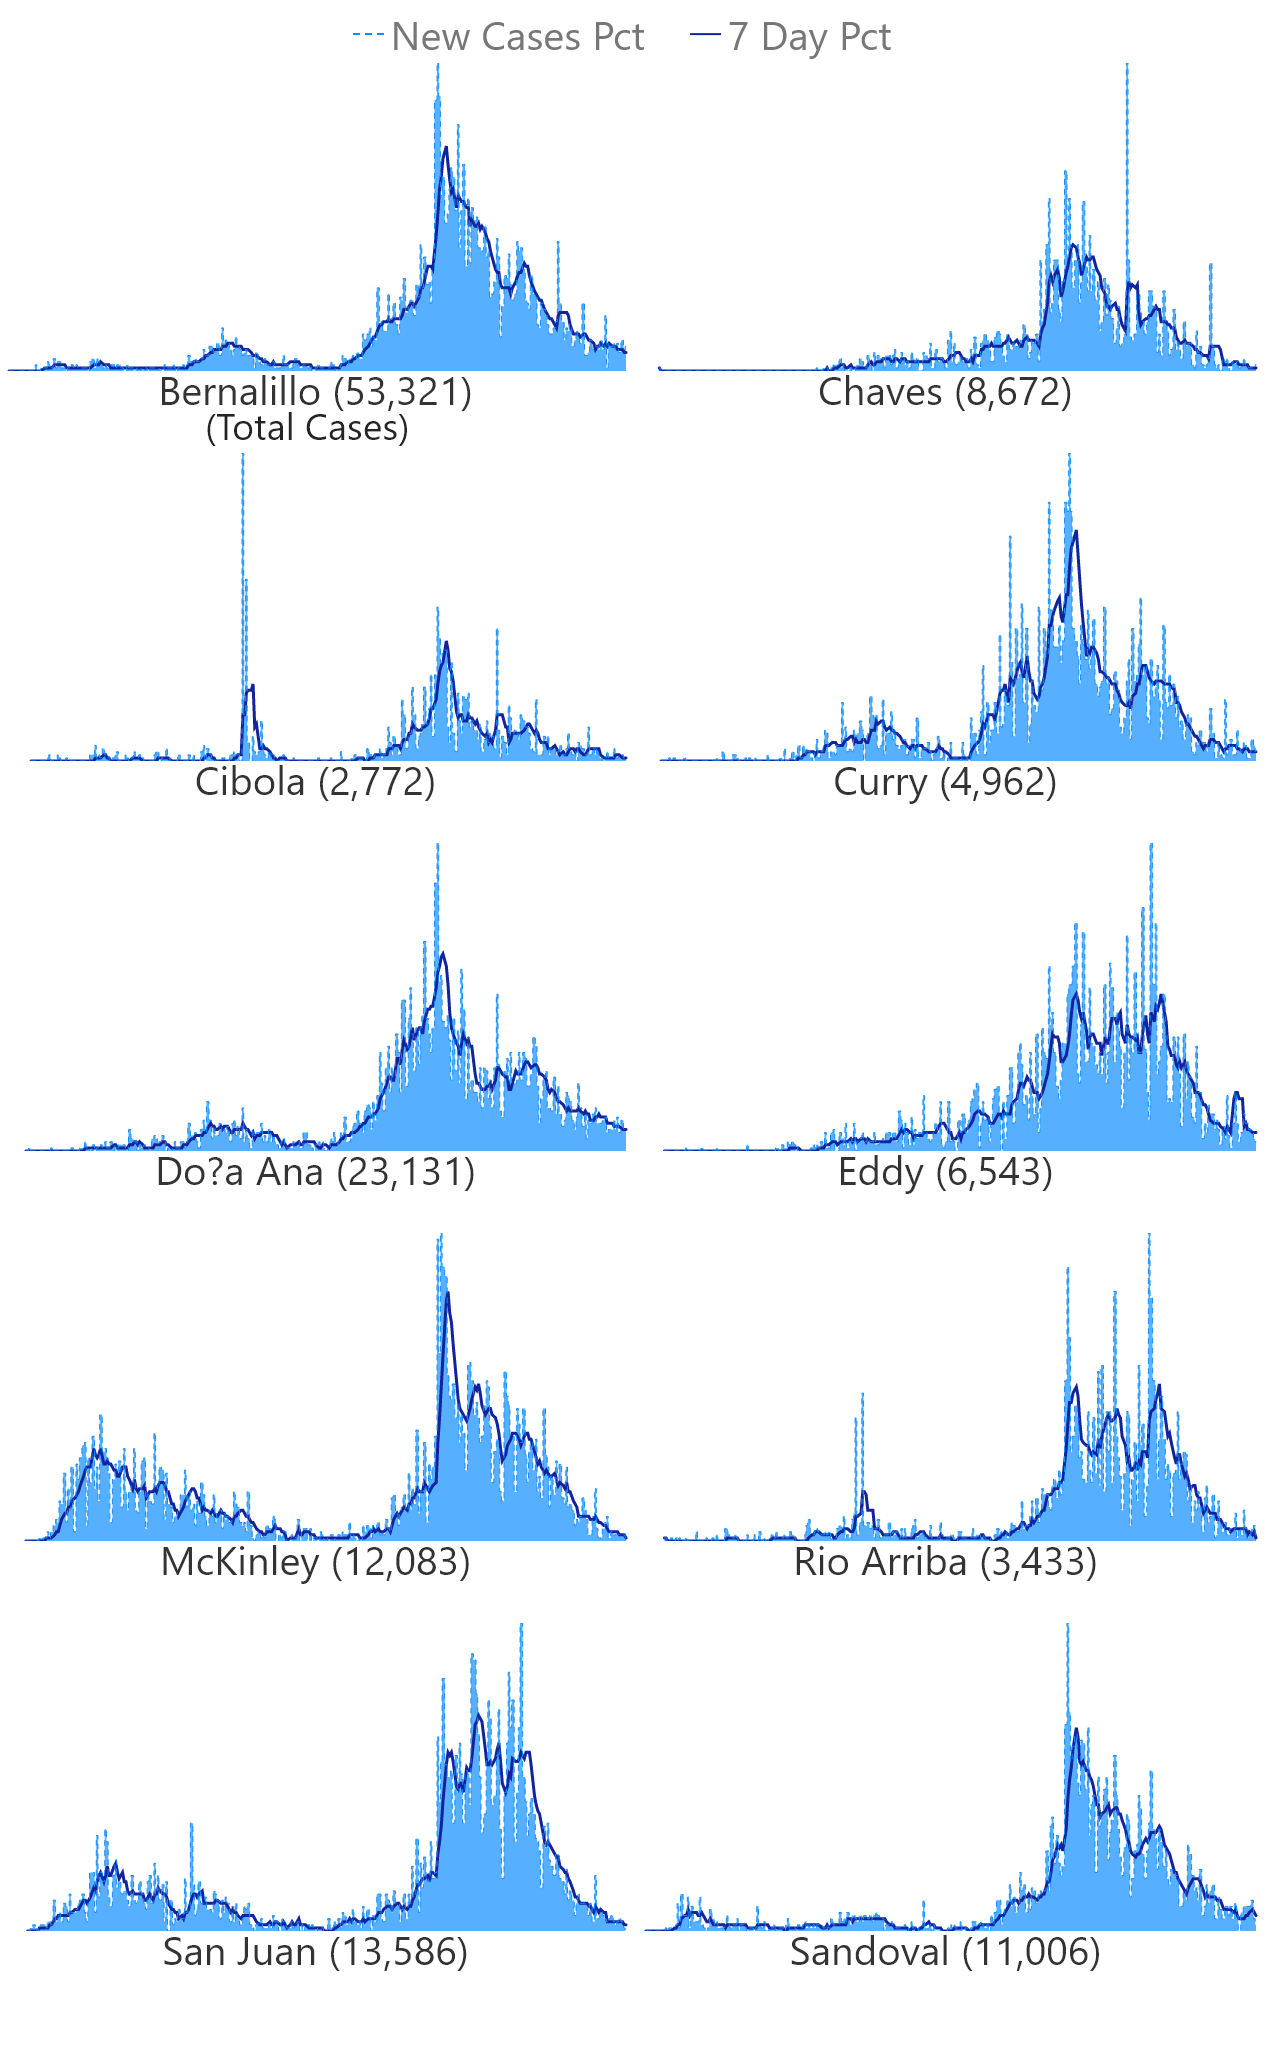 New Cases Pct 7 Day Pct
Bernalillo (53,321)
(Total Cases)
Chaves (8,672)
Cibola (2,772)
Curry (4,962)
Do?a Ana (23,131)
Eddy (6,543)
McKinley (12,083)
Rio Arriba (3,433)
San Juan (13,586)
Sandoval (11,006)